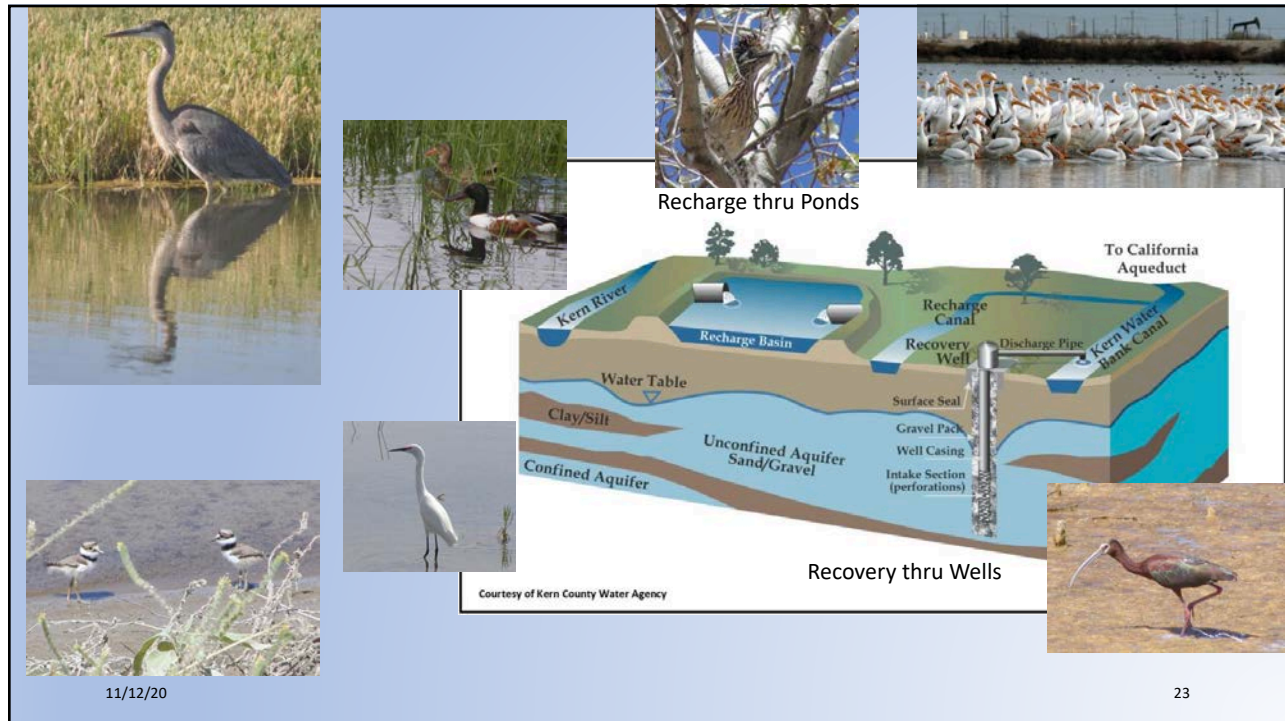 Recharge thru Ponds
To California
Aqueduct
Kern River
Recharge
Canal
Recharge Basin
Recovery
Well
Discharge Pipe
Kern Water
Bank Canal
Water Table
Surface Seal
Clay/Silt
Gravel Pack
Unconfined Aquifer
Sand/Gravel
Well Casing
Confined Aquifer
Intake Section
(perforations)
Recovery thru Wells
Courtesy of Kern County Water Agency
11/12/20
23